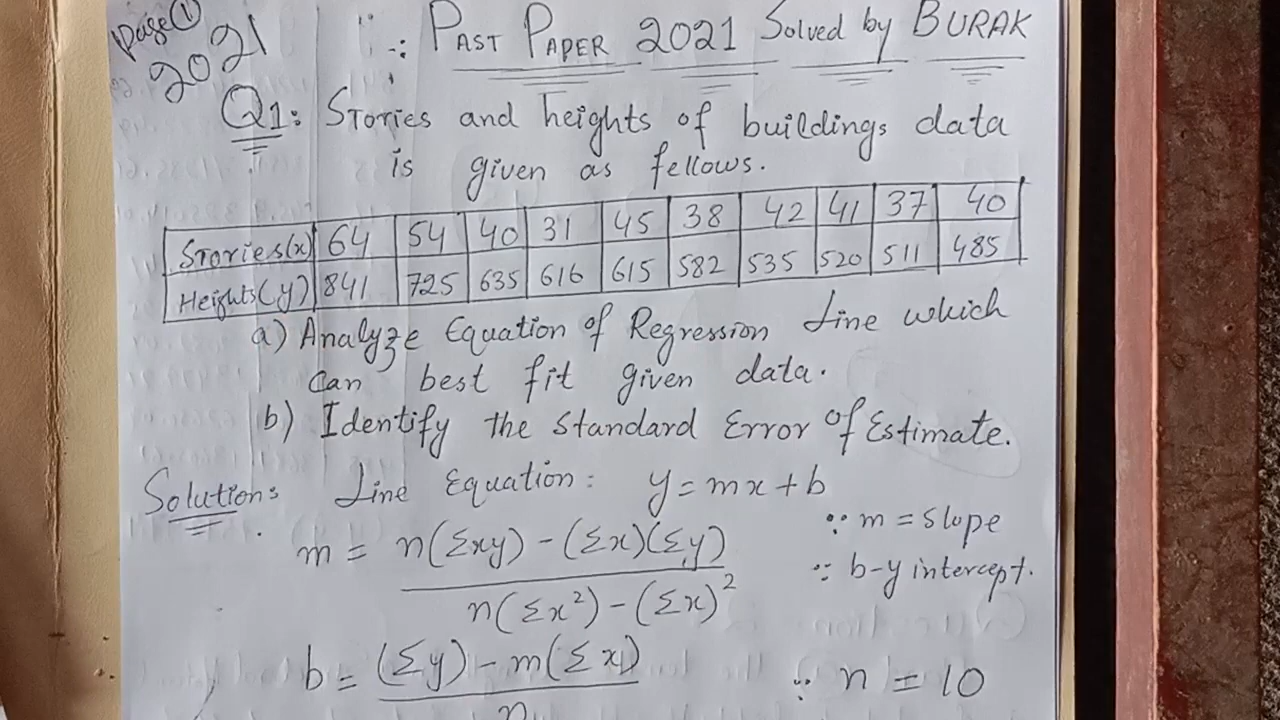 Page ①
2021
∴ PAST PAPER 2021 Solved by BURAK
Q1: Stories and heights of buildings data
is given as fellows.
Stories(x) 64 54 40 31 45 38 42 41 37 40
Heights(y) 841 725 635 616 615 582 535 520 511 485
a) Analyze Equation of Regression Line which
can best fit given data.
b) Identify the Standard Error of Estimate.
Solution: Line Equation: y = mx + b
m = n(Σxy) - (Σx)(Σy) ∵ m = slope
n(Σx²) - (Σx)² ∵ b-y intercept.
b = (Σy) - m(Σx) ∵ n = 10
n